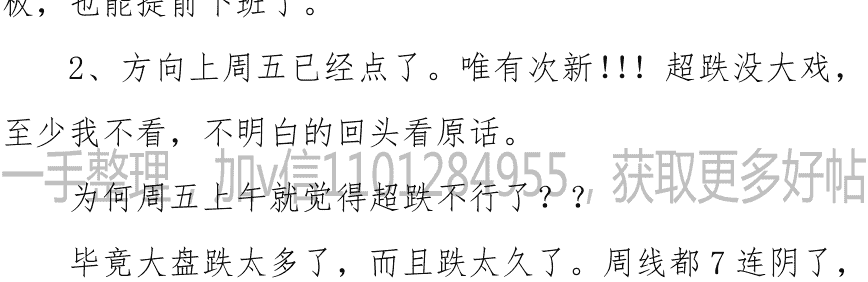 板，也能提前下班了。
2、方向上周五已经点了。唯有次新!!! 超跌没大戏，
至少我不看，不明白的回头看原话。
一手整理，加v信1101284955，获取更多好帖
为何周五上午就觉得超跌不行了？？
毕竟大盘跌太多了，而且跌太久了。周线都 7 连阴了，